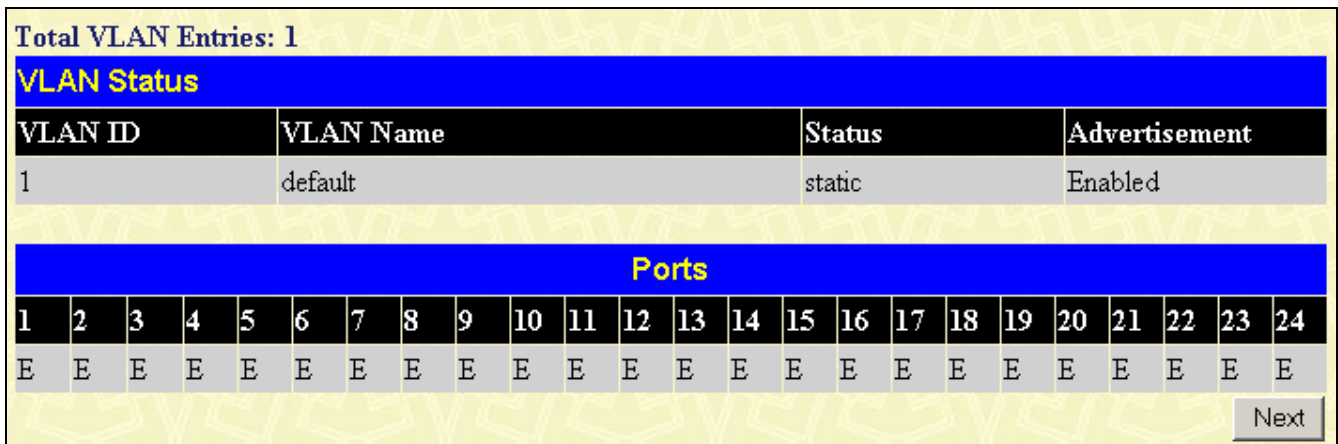 Total VLAN Entries: 1
VLAN Status
VLAN ID VLAN Name Status Advertisement
1 default static Enabled
Ports
1 2 3 4 5 6 7 8 9 10 11 12 13 14 15 16 17 18 19 20 21 22 23 24
E E E E E E E E E E E E E E E E E E E E E E E E
Next